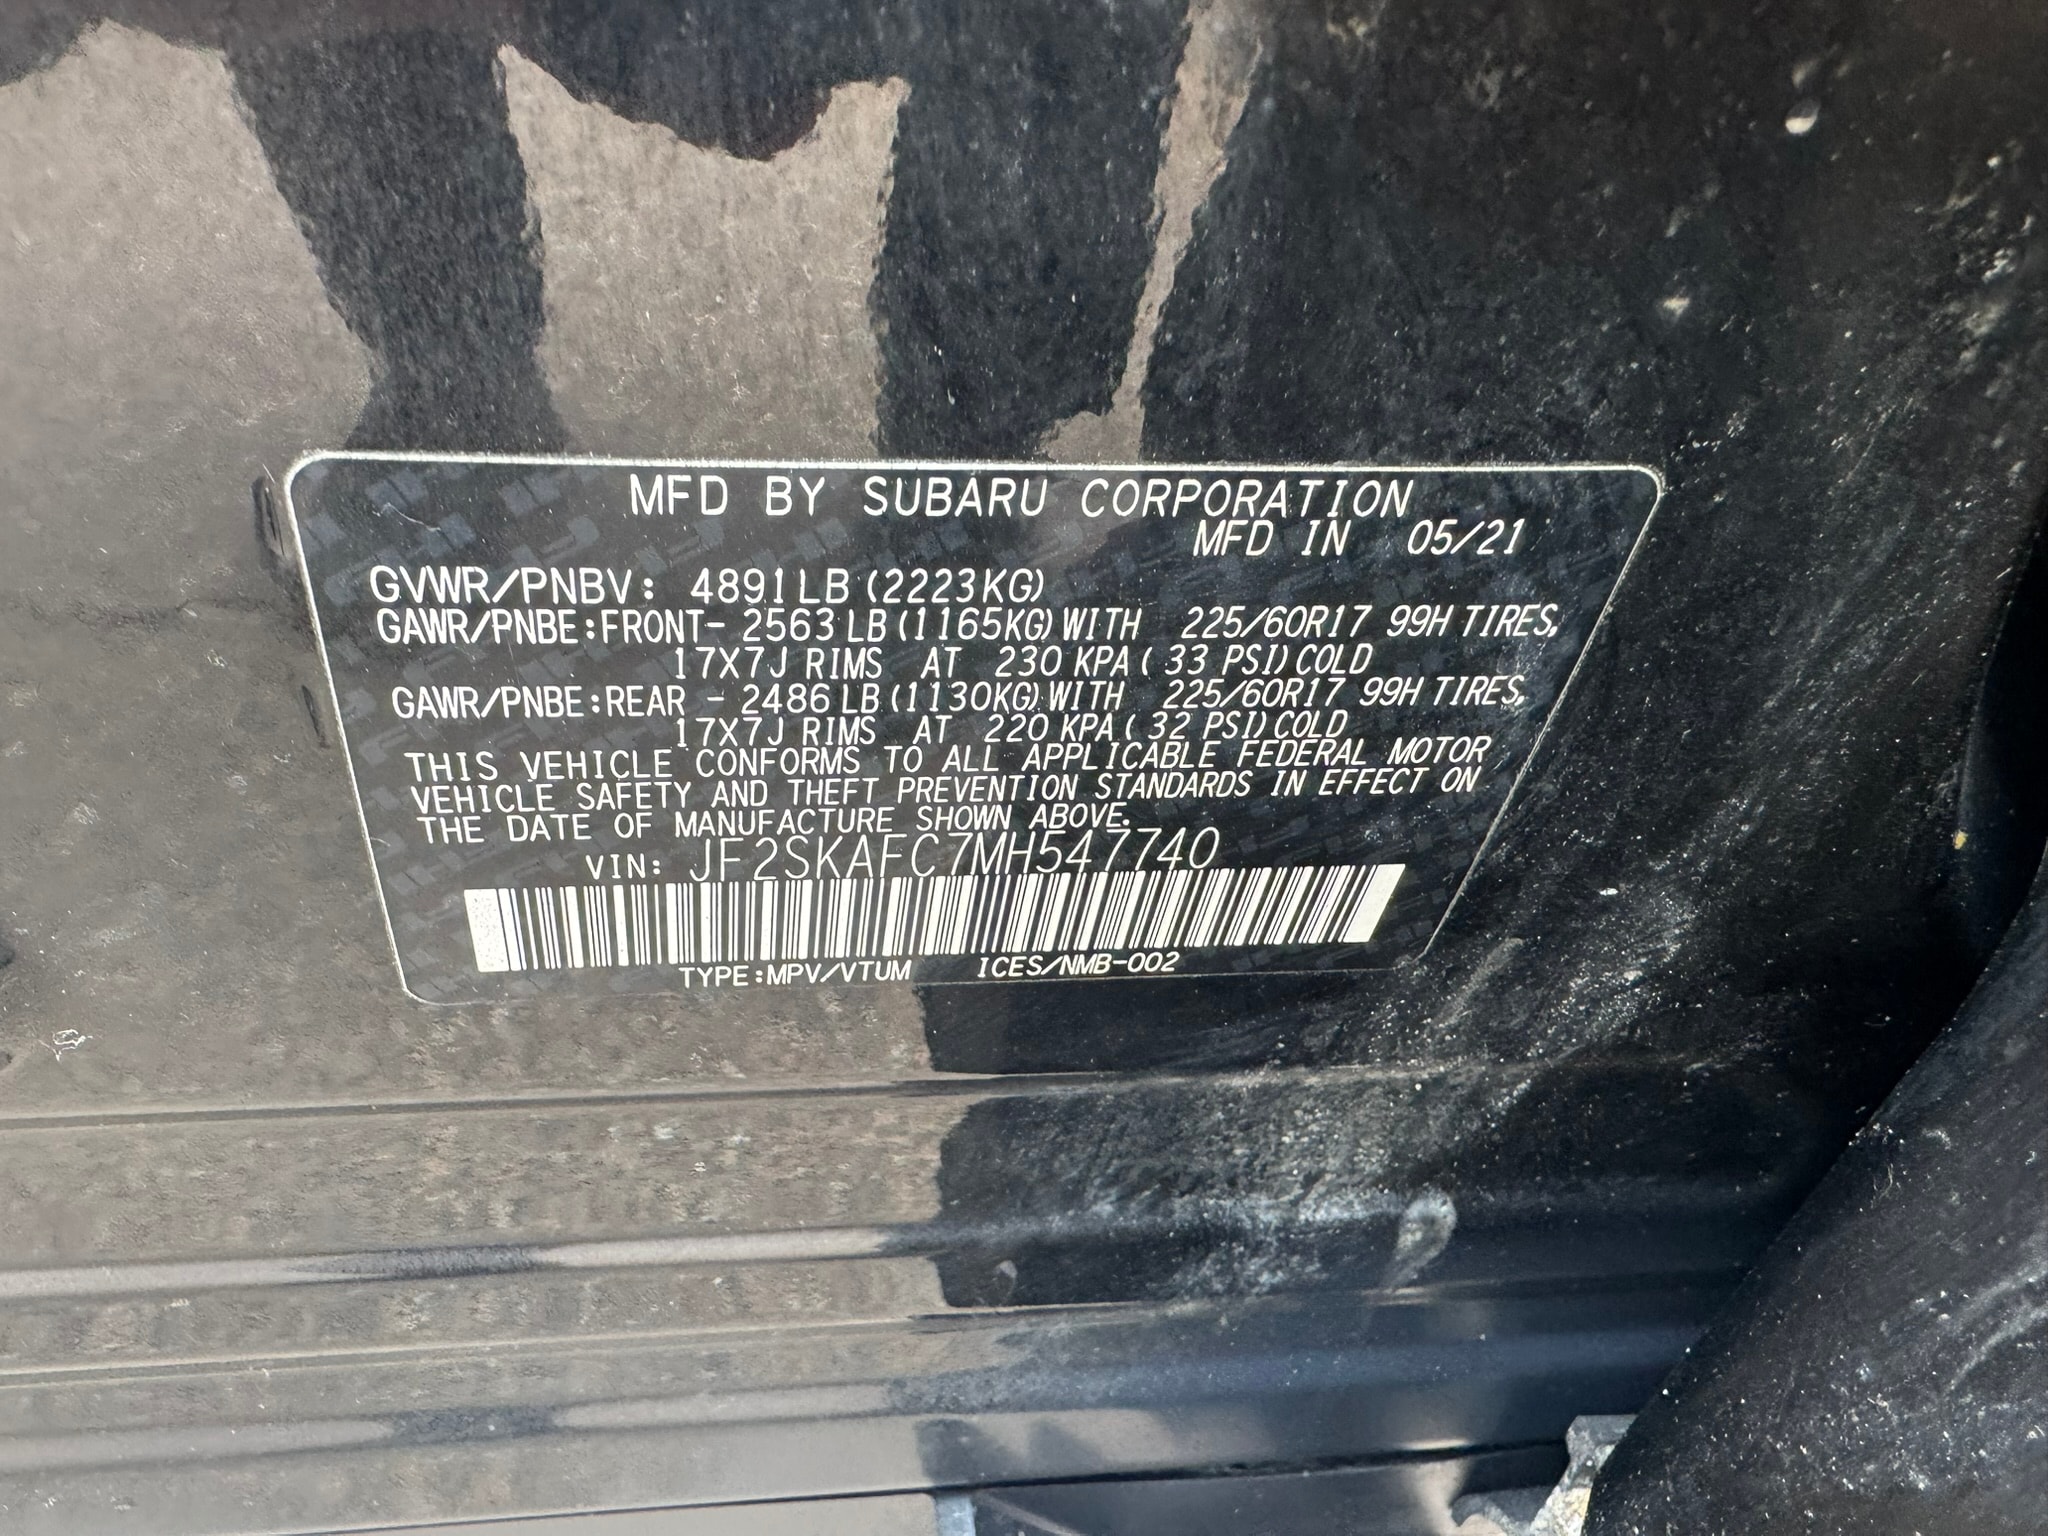 MFD BY SUBARU CORPORATION
MFD IN 05/21
GVWR/PNBV: 4891LB (2223KG)
GAWR/PNBE:FRONT- 2563 LB (1165KG) WITH 225/60R17 99H TIRES,
17X7J RIMS AT 230 KPA ( 33 PSI) COLD
GAWR/PNBE:REAR - 2486 LB (1130KG) WITH 225/60R17 99H TIRES,
17X7J RIMS AT 220 KPA ( 32 PSI) COLD
THIS VEHICLE CONFORMS TO ALL APPLICABLE FEDERAL MOTOR
VEHICLE SAFETY AND THEFT PREVENTION STANDARDS IN EFFECT ON
THE DATE OF MANUFACTURE SHOWN ABOVE.
VIN: JF2SKAFC7MH547740
TYPE:MPV/VTUM ICES/NMB-002